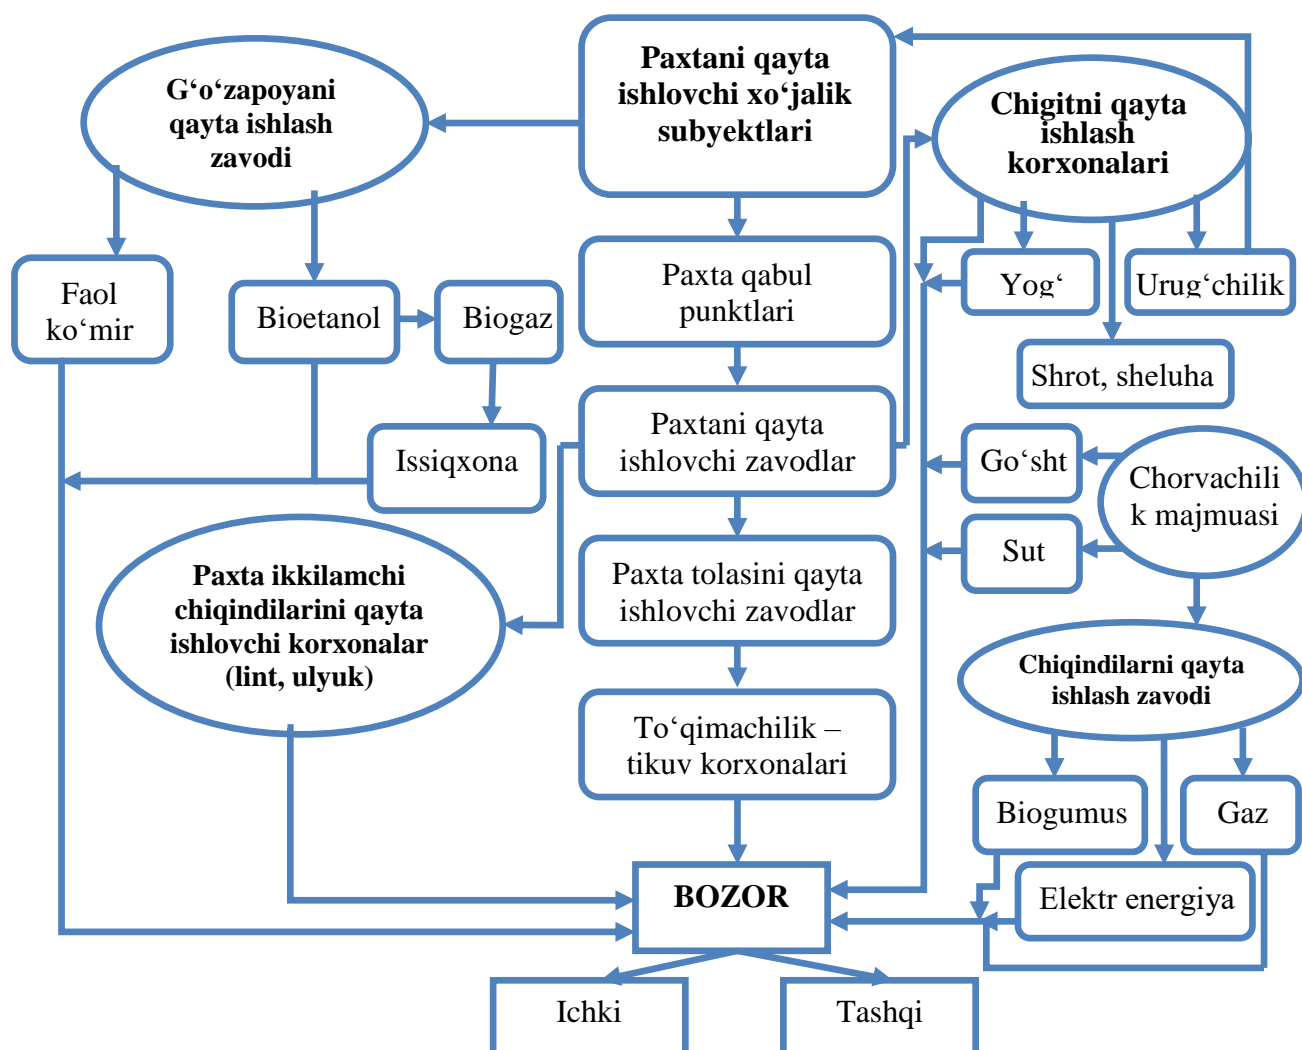 Paxtani qayta
ishlovchi xo‘jalik
subyektlari
G‘o‘zapoyani
qayta ishlash
zavodi
Chigitni qayta
ishlash
korxonalari
Faol
ko‘mir
Bioetanol
Biogaz
Paxta qabul
punktlari
Yog‘
Urug‘chilik
Shrot, sheluha
Issiqxona
Paxtani qayta
ishlovchi zavodlar
Go‘sht
Sut
Chorvachili
k majmuasi
Paxta ikkilamchi
chiqindilarini qayta
ishlovchi korxonalar
(lint, ulyuk)
Paxta tolasini qayta
ishlovchi zavodlar
Chiqindilarni qayta
ishlash zavodi
To‘qimachilik –
tikuv korxonalari
Biogumus
Gaz
Elektr energiya
BOZOR
Ichki
Tashqi